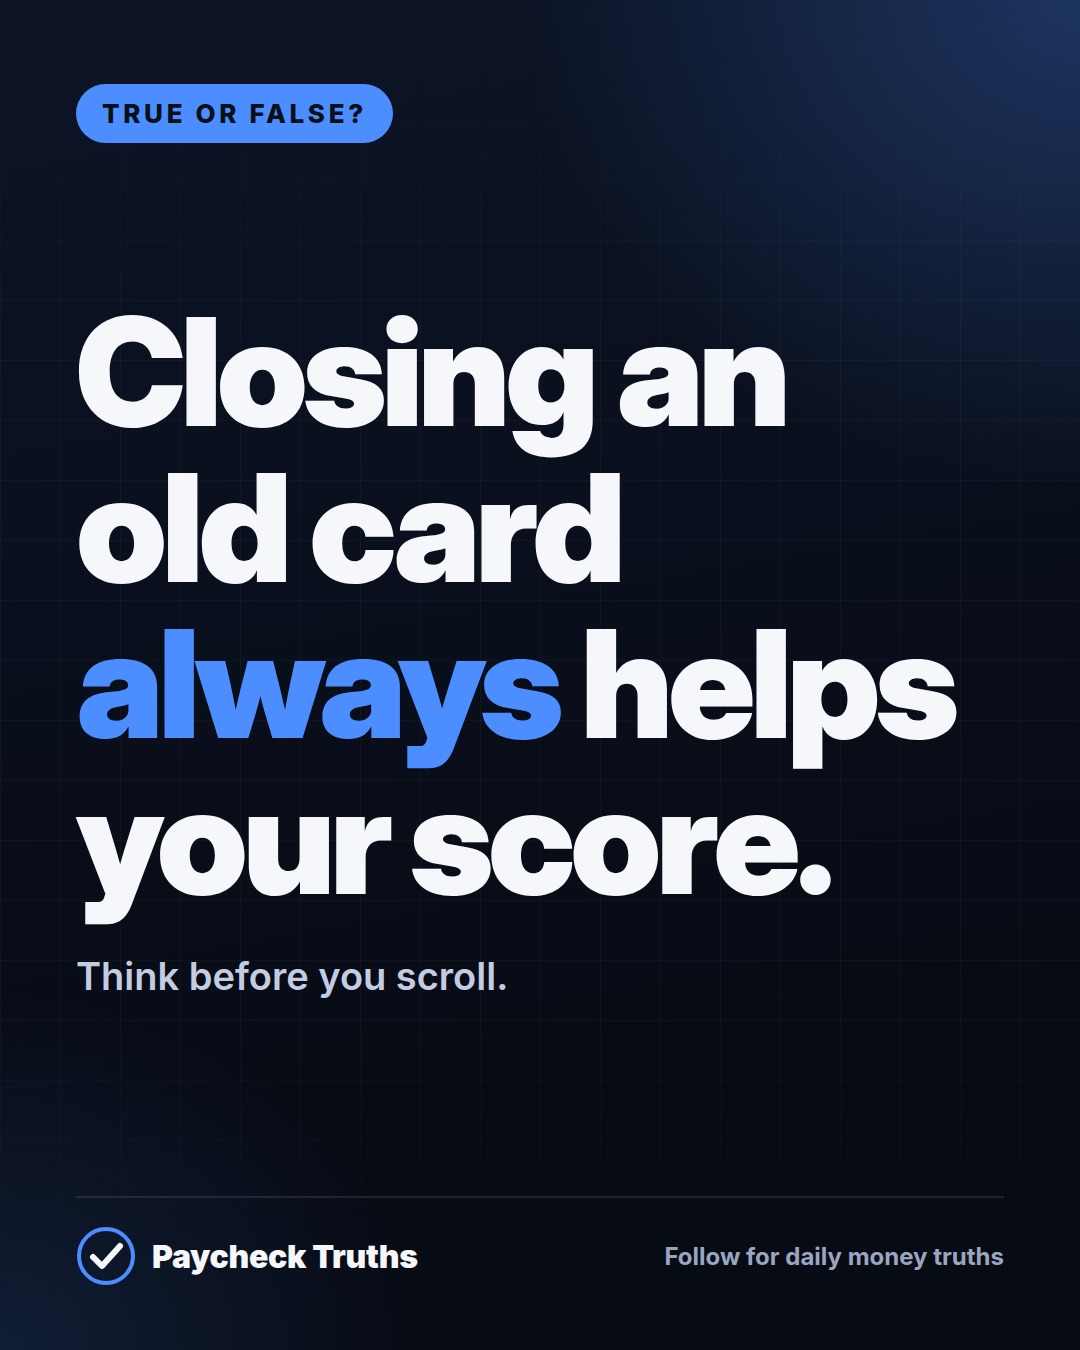 TRUE OR FALSE?
Closing an
old card
always helps
your score.
Think before you scroll.
Paycheck Truths
Follow for daily money truths